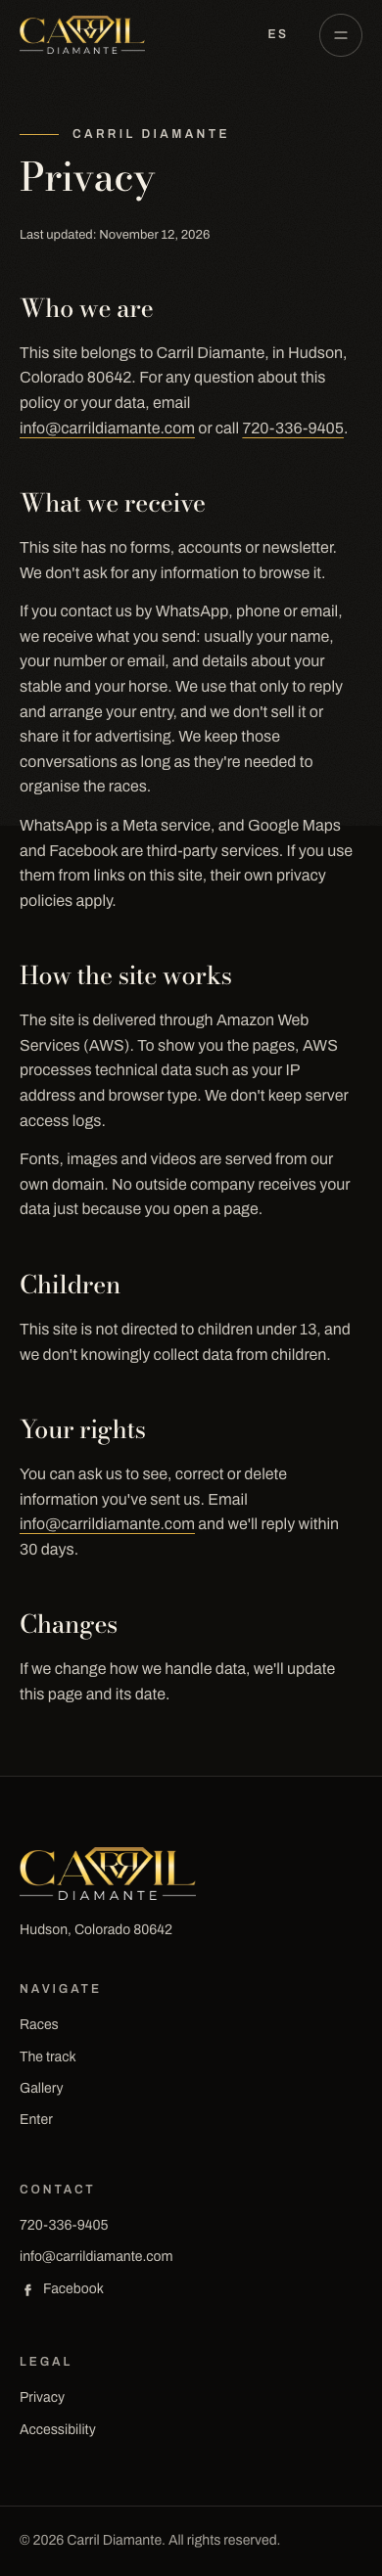 CARRIL
DIAMANTE
ES
CARRIL DIAMANTE
Privacy
Last updated: November 12, 2026
Who we are
This site belongs to Carril Diamante, in Hudson,
Colorado 80642. For any question about this
policy or your data, email
info@carrildiamante.com or call 720-336-9405.
What we receive
This site has no forms, accounts or newsletter.
We don't ask for any information to browse it.
If you contact us by WhatsApp, phone or email,
we receive what you send: usually your name,
your number or email, and details about your
stable and your horse. We use that only to reply
and arrange your entry, and we don't sell it or
share it for advertising. We keep those
conversations as long as they're needed to
organise the races.
WhatsApp is a Meta service, and Google Maps
and Facebook are third-party services. If you use
them from links on this site, their own privacy
policies apply.
How the site works
The site is delivered through Amazon Web
Services (AWS). To show you the pages, AWS
processes technical data such as your IP
address and browser type. We don't keep server
access logs.
Fonts, images and videos are served from our
own domain. No outside company receives your
data just because you open a page.
Children
This site is not directed to children under 13, and
we don't knowingly collect data from children.
Your rights
You can ask us to see, correct or delete
information you've sent us. Email
info@carrildiamante.com and we'll reply within
30 days.
Changes
If we change how we handle data, we'll update
this page and its date.
CARRIL
DIAMANTE
Hudson, Colorado 80642
NAVIGATE
Races
The track
Gallery
Enter
CONTACT
720-336-9405
info@carrildiamante.com
Facebook
LEGAL
Privacy
Accessibility
© 2026 Carril Diamante. All rights reserved.